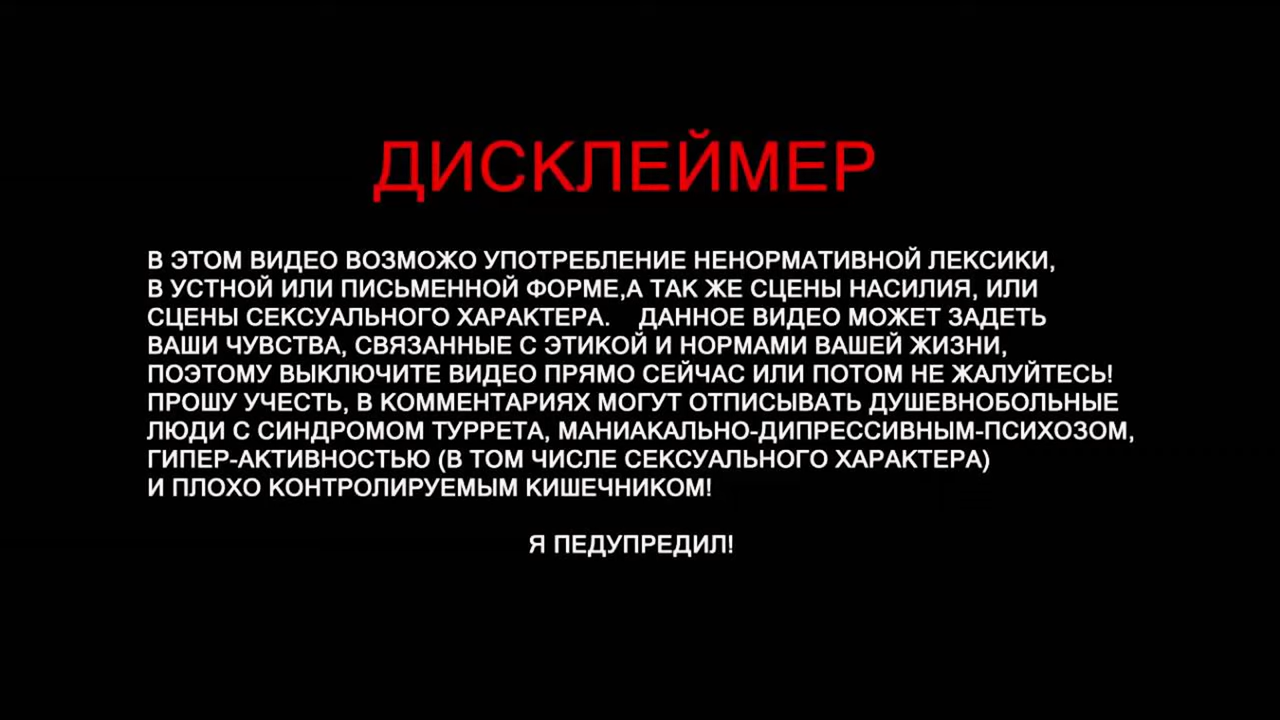 ДИСКЛЕЙМЕР
В ЭТОМ ВИДЕО ВОЗМОЖО УПОТРЕБЛЕНИЕ НЕНОРМАТИВНОЙ ЛЕКСИКИ,
В УСТНОЙ ИЛИ ПИСЬМЕННОЙ ФОРМЕ,А ТАК ЖЕ СЦЕНЫ НАСИЛИЯ, ИЛИ
СЦЕНЫ СЕКСУАЛЬНОГО ХАРАКТЕРА. ДАННОЕ ВИДЕО МОЖЕТ ЗАДЕТЬ
ВАШИ ЧУВСТВА, СВЯЗАННЫЕ С ЭТИКОЙ И НОРМАМИ ВАШЕЙ ЖИЗНИ,
ПОЭТОМУ ВЫКЛЮЧИТЕ ВИДЕО ПРЯМО СЕЙЧАС ИЛИ ПОТОМ НЕ ЖАЛУЙТЕСЬ!
ПРОШУ УЧЕСТЬ, В КОММЕНТАРИЯХ МОГУТ ОТПИСЫВАТЬ ДУШЕВНОБОЛЬНЫЕ
ЛЮДИ С СИНДРОМОМ ТУРРЕТА, МАНИАКАЛЬНО-ДИПРЕССИВНЫМ-ПСИХОЗОМ,
ГИПЕР-АКТИВНОСТЬЮ (В ТОМ ЧИСЛЕ СЕКСУАЛЬНОГО ХАРАКТЕРА)
И ПЛОХО КОНТРОЛИРУЕМЫМ КИШЕЧНИКОМ!
Я ПЕДУПРЕДИЛ!